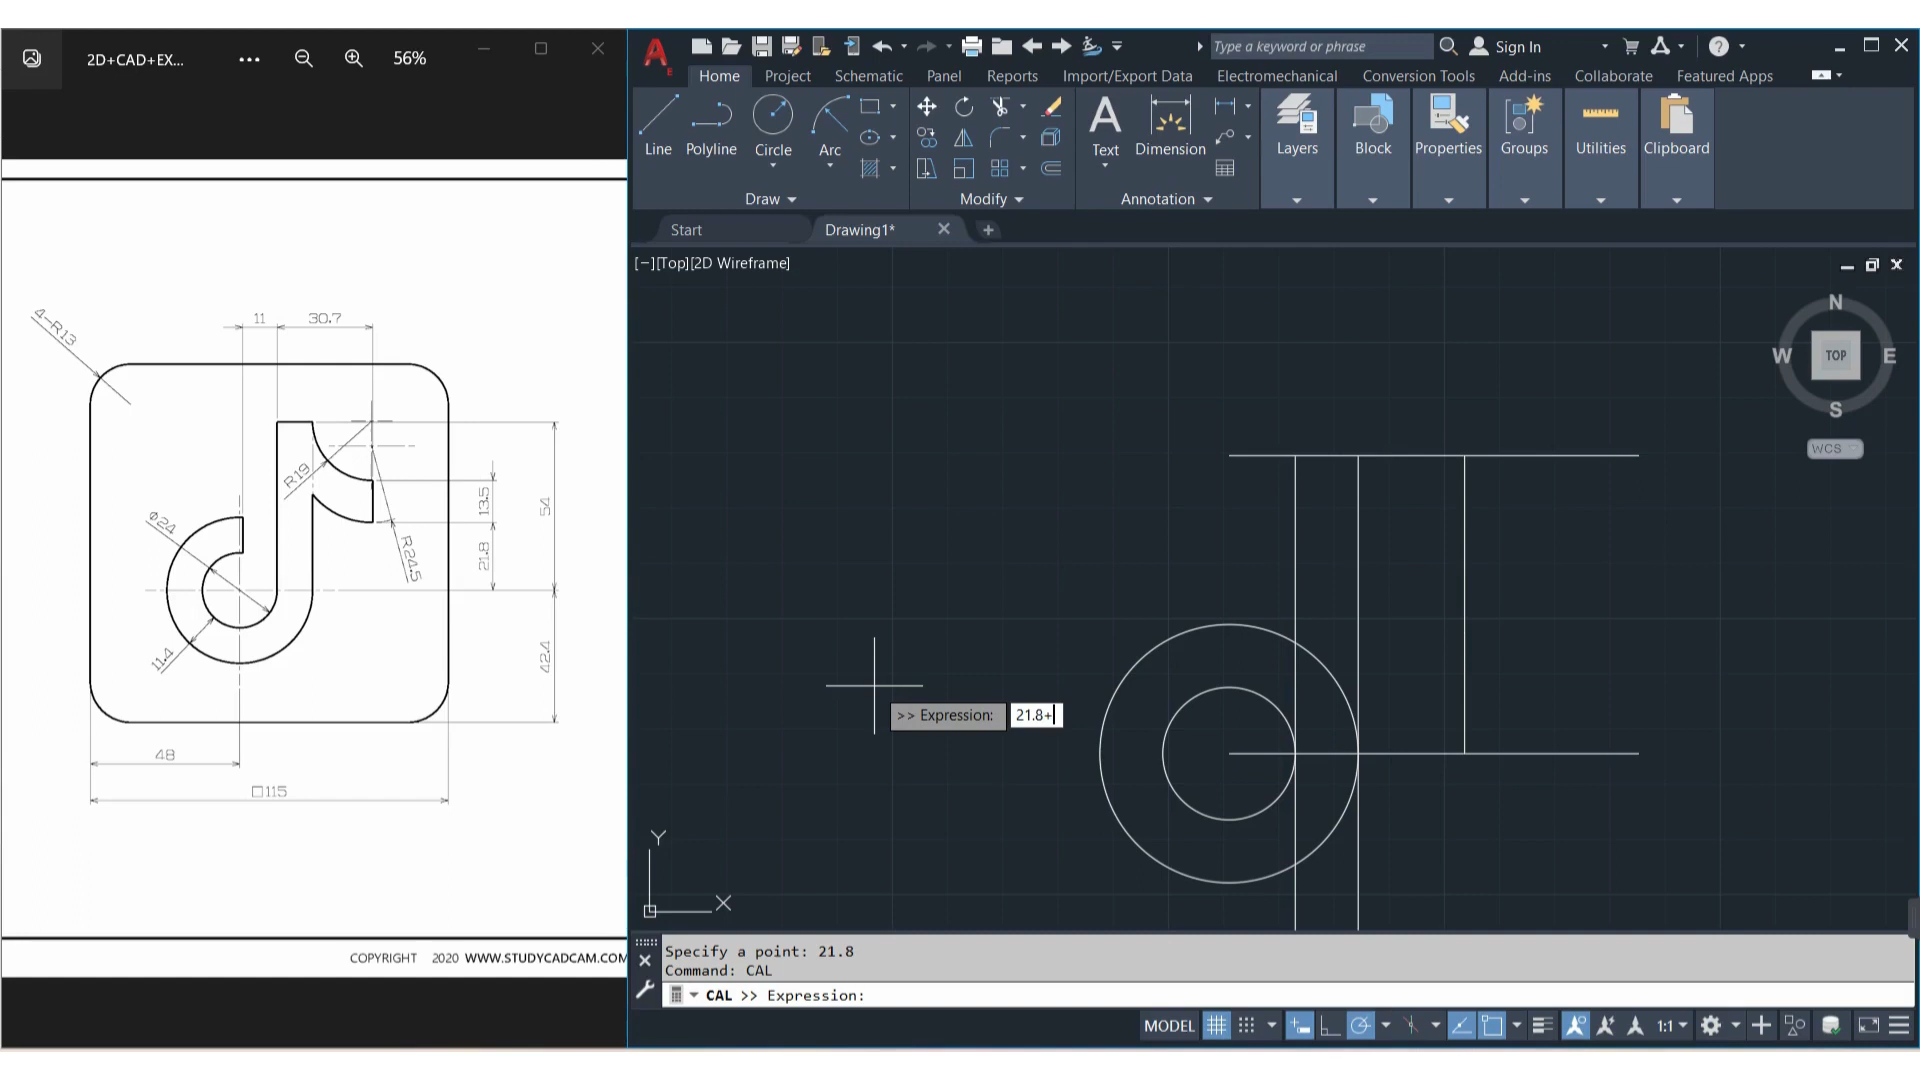 2D+CAD+EX...
56%
Type a keyword or phrase
Sign In
Home
Project
Schematic
Panel
Reports
Import/Export Data
Electromechanical
Conversion Tools
Add-ins
Collaborate
Featured Apps
Line
Polyline
Circle
Arc
Text
Dimension
Layers
Block
Properties
Groups
Utilities
Clipboard
Draw
Modify
Annotation
Start
Drawing1*
[−][Top][2D Wireframe]
N
W
TOP
E
S
WCS
4-R13
11
30.7
R19
13.5
54
Φ24
R24.5
21.8
11.4
42.4
48
□115
>> Expression:
21.8+
Y
X
COPYRIGHT 2020 WWW.STUDYCADCAM.COM
Specify a point: 21.8
Command: CAL
CAL >> Expression:
MODEL
1:1